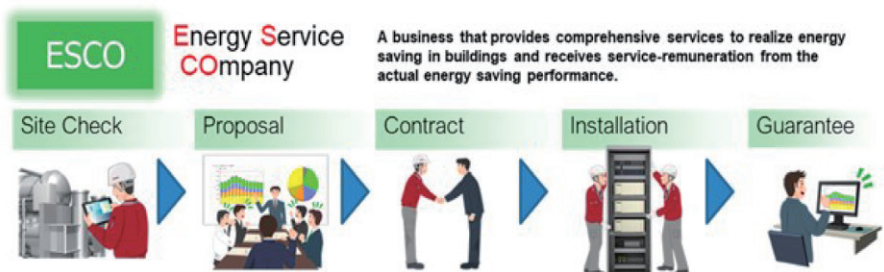 ESCO
Energy Service
COmpany
A business that provides comprehensive services to realize energy
saving in buildings and receives service-remuneration from the
actual energy saving performance.
Site Check
Proposal
Contract
Installation
Guarantee